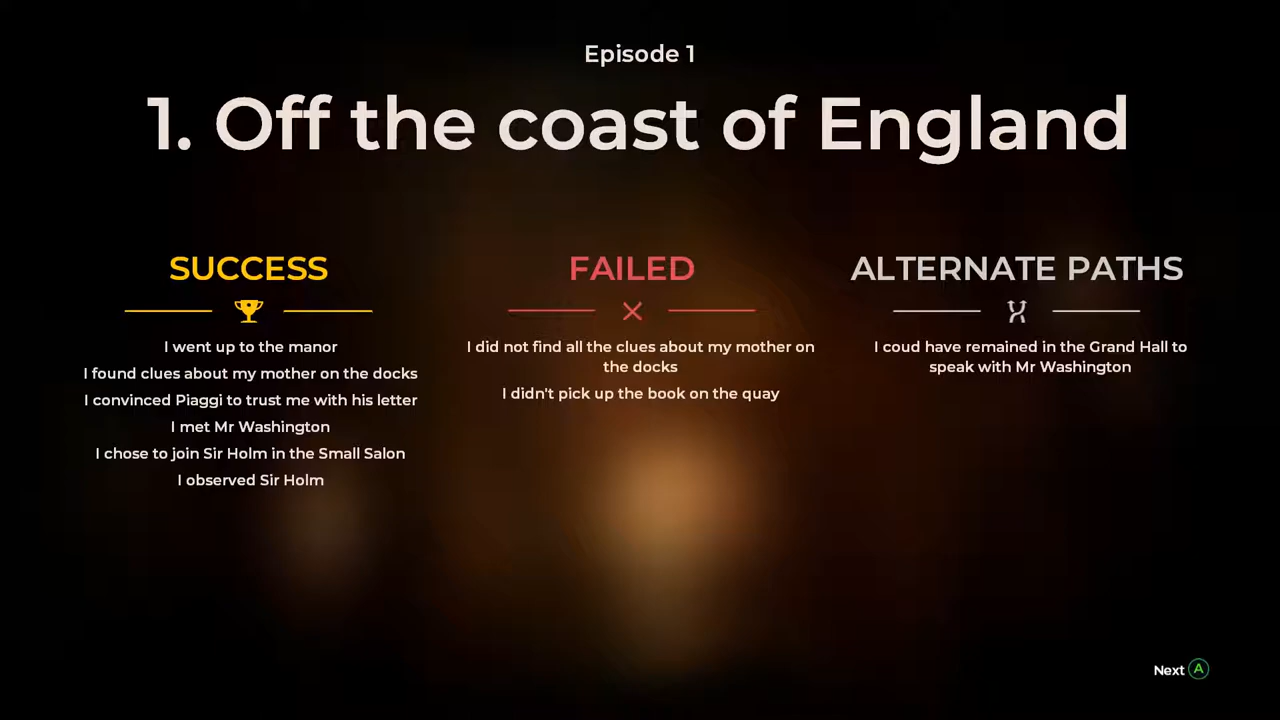 Episode 1
1. Off the coast of England
SUCCESS
I went up to the manor
I found clues about my mother on the docks
I convinced Piaggi to trust me with his letter
I met Mr Washington
I chose to join Sir Holm in the Small Salon
I observed Sir Holm
FAILED
I did not find all the clues about my mother on
the docks
I didn't pick up the book on the quay
ALTERNATE PATHS
I coud have remained in the Grand Hall to
speak with Mr Washington
Next A